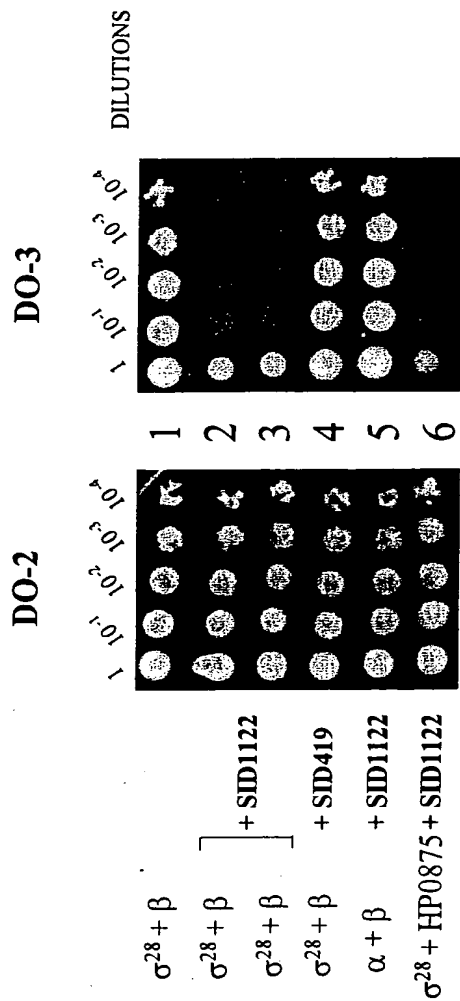 DO-2 DO-3
1 10⁻¹ 10⁻² 10⁻³ 10⁻⁴ 1 10⁻¹ 10⁻² 10⁻³ 10⁻⁴ DILUTIONS
σ²⁸ + β 1
σ²⁸ + β 2
+ SID1122
σ²⁸ + β 3
σ²⁸ + β + SID419 4
α + β + SID1122 5
σ²⁸ + HP0875 + SID1122 6